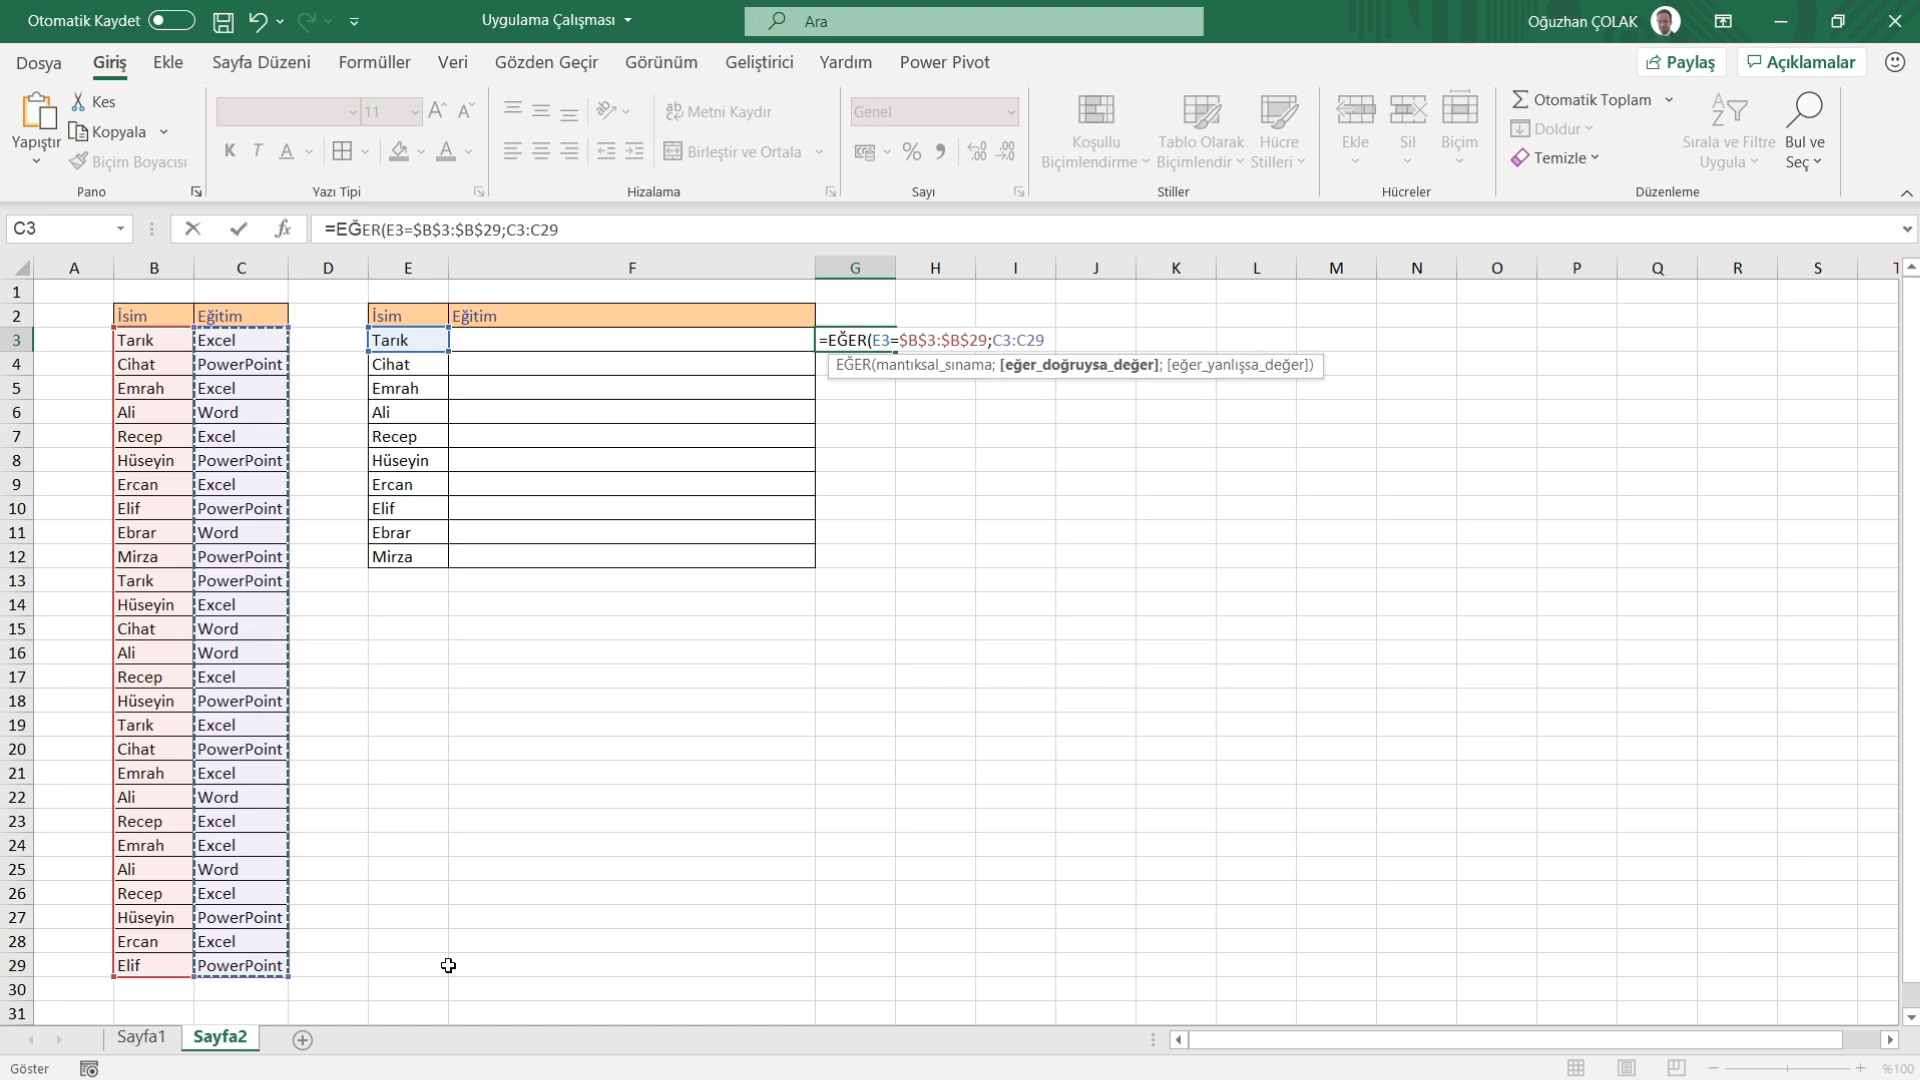 Otomatik Kaydet
Uygulama Çalışması
Ara
Oğuzhan ÇOLAK
Dosya Giriş Ekle Sayfa Düzeni Formüller Veri Gözden Geçir Görünüm Geliştirici Yardım Power Pivot
Paylaş Açıklamalar
Yapıştır
Kes
Kopyala
Biçim Boyacısı
Pano
11
K T A
A
Yazı Tipi
Metni Kaydır
Birleştir ve Ortala
Hizalama
Genel
%
Sayı
Koşullu Biçimlendirme
Tablo Olarak Biçimlendir
Hücre Stilleri
Stiller
Ekle Sil Biçim
Hücreler
Otomatik Toplam
Doldur
Temizle
Sırala ve Filtre Uygula
Bul ve Seç
Düzenleme
C3
fx
=EĞER(E3=$B$3:$B$29;C3:C29
A B C D E F G H I J K L M N O P Q R S T
1
2 İsim Eğitim İsim Eğitim
3 Tarık Excel Tarık =EĞER(E3=$B$3:$B$29;C3:C29
4 Cihat PowerPoint Cihat EĞER(mantıksal_sınama; [eğer_doğruysa_değer]; [eğer_yanlışsa_değer])
5 Emrah Excel Emrah
6 Ali Word Ali
7 Recep Excel Recep
8 Hüseyin PowerPoint Hüseyin
9 Ercan Excel Ercan
10 Elif PowerPoint Elif
11 Ebrar Word Ebrar
12 Mirza PowerPoint Mirza
13 Tarık PowerPoint
14 Hüseyin Excel
15 Cihat Word
16 Ali Word
17 Recep Excel
18 Hüseyin PowerPoint
19 Tarık Excel
20 Cihat PowerPoint
21 Emrah Excel
22 Ali Word
23 Recep Excel
24 Emrah Excel
25 Ali Word
26 Recep Excel
27 Hüseyin PowerPoint
28 Ercan Excel
29 Elif PowerPoint
30
31
Sayfa1 Sayfa2
Göster
%100